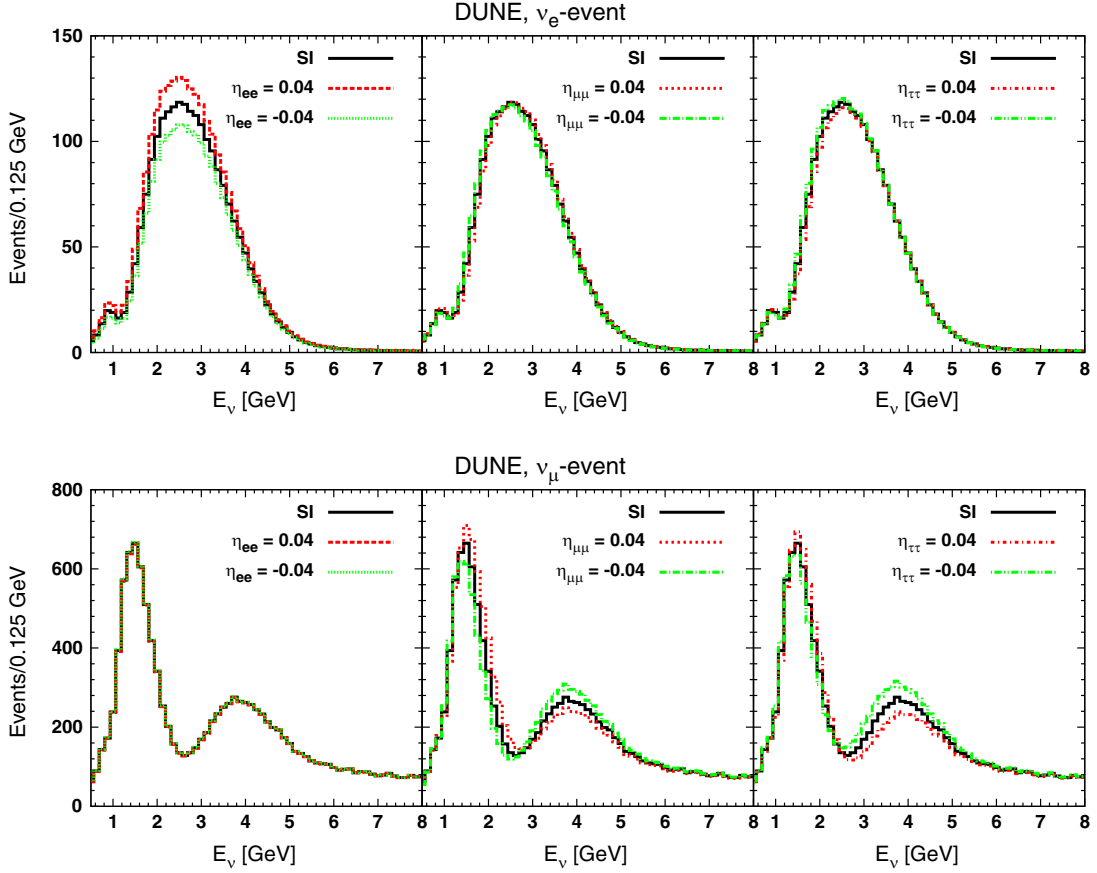 DUNE, νe-event
Events/0.125 GeV
150
100
50
0
SI
ηee = 0.04
ηee = -0.04
SI
ημμ = 0.04
ημμ = -0.04
SI
ηττ = 0.04
ηττ = -0.04
1 2 3 4 5 6 7 8 1 2 3 4 5 6 7 8 1 2 3 4 5 6 7 8
Eν [GeV] Eν [GeV] Eν [GeV]
DUNE, νμ-event
Events/0.125 GeV
800
600
400
200
0
SI
ηee = 0.04
ηee = -0.04
SI
ημμ = 0.04
ημμ = -0.04
SI
ηττ = 0.04
ηττ = -0.04
1 2 3 4 5 6 7 8 1 2 3 4 5 6 7 8 1 2 3 4 5 6 7 8
Eν [GeV] Eν [GeV] Eν [GeV]